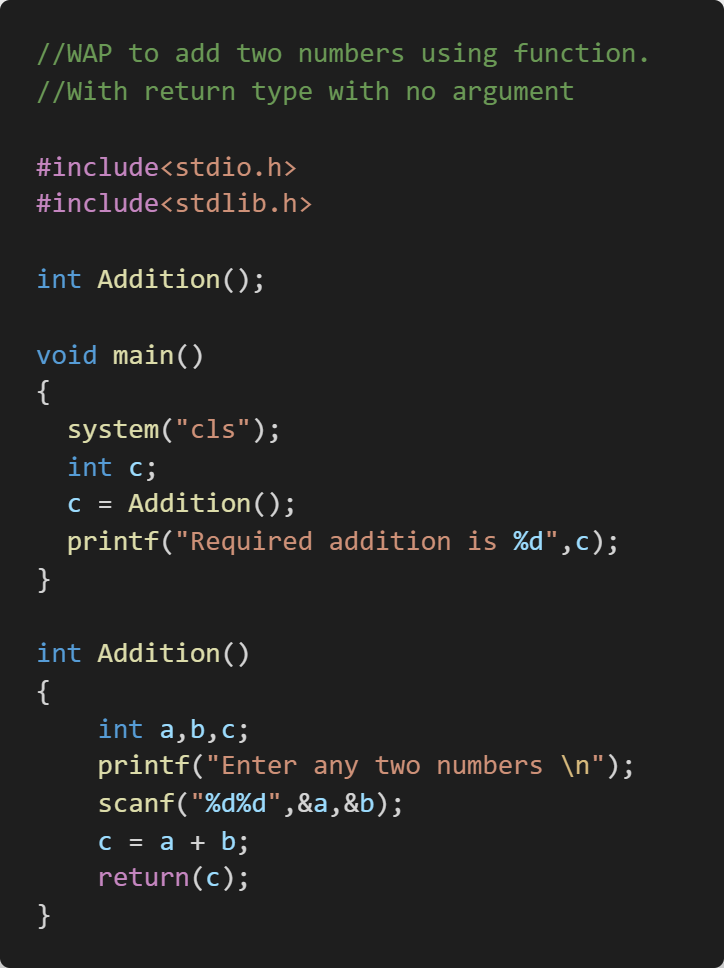 //WAP to add two numbers using function.
//With return type with no argument
#include<stdio.h>
#include<stdlib.h>
int Addition();
void main()
{
  system("cls");
  int c;
  c = Addition();
  printf("Required addition is %d",c);
}
int Addition()
{
    int a,b,c;
    printf("Enter any two numbers \n");
    scanf("%d%d",&a,&b);
    c = a + b;
    return(c);
}